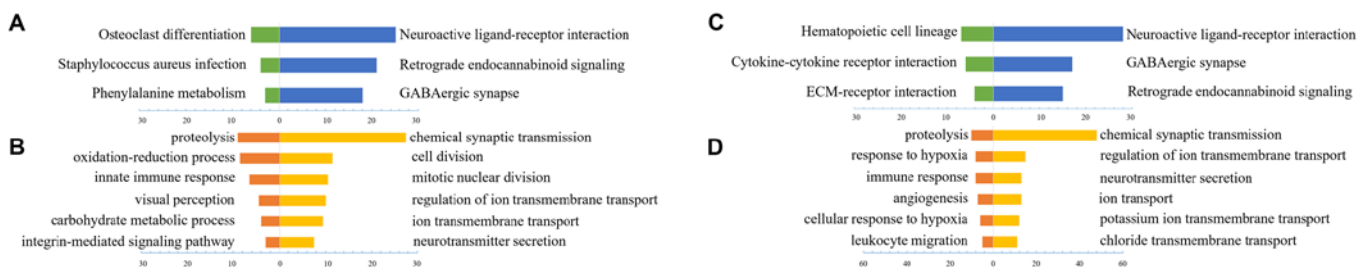 A
Osteoclast differentiation Neuroactive ligand-receptor interaction
Staphylococcus aureus infection Retrograde endocannabinoid signaling
Phenylalanine metabolism GABAergic synapse
30 20 10 0 10 20 30
B
proteolysis chemical synaptic transmission
oxidation-reduction process cell division
innate immune response mitotic nuclear division
visual perception regulation of ion transmembrane transport
carbohydrate metabolic process ion transmembrane transport
integrin-mediated signaling pathway neurotransmitter secretion
30 20 10 0 10 20 30
C
Hematopoietic cell lineage Neuroactive ligand-receptor interaction
Cytokine-cytokine receptor interaction GABAergic synapse
ECM-receptor interaction Retrograde endocannabinoid signaling
30 20 10 0 10 20 30
D
proteolysis chemical synaptic transmission
response to hypoxia regulation of ion transmembrane transport
immune response neurotransmitter secretion
angiogenesis ion transport
cellular response to hypoxia potassium ion transmembrane transport
leukocyte migration chloride transmembrane transport
60 40 20 0 20 40 60